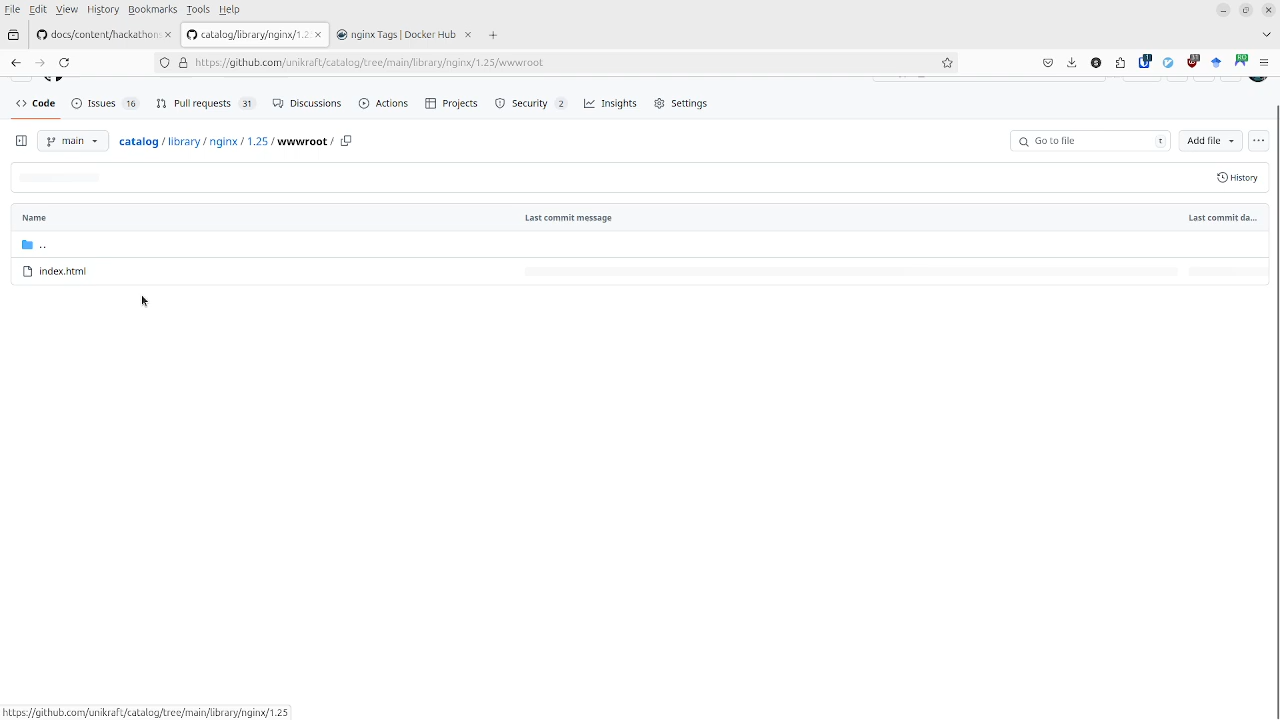 File Edit View History Bookmarks Tools Help
docs/content/hackathons
catalog/library/nginx/1.2
nginx Tags | Docker Hub
https://github.com/unikraft/catalog/tree/main/library/nginx/1.25/wwwroot
Code Issues 16 Pull requests 31 Discussions Actions Projects Security 2 Insights Settings
main catalog / library / nginx / 1.25 / wwwroot / Go to file t Add file
History
Name Last commit message Last commit da...
..
index.html
https://github.com/unikraft/catalog/tree/main/library/nginx/1.25